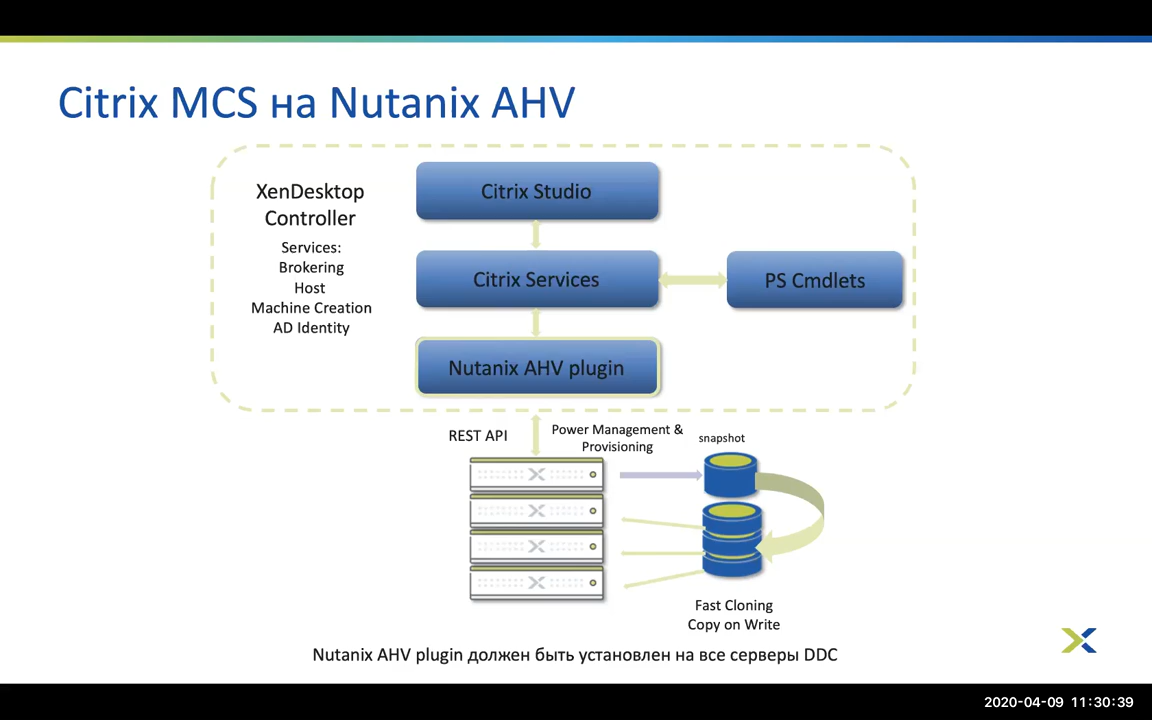 Citrix MCS на Nutanix AHV
XenDesktop
Controller
Services:
Brokering
Host
Machine Creation
AD Identity
Citrix Studio
Citrix Services
PS Cmdlets
Nutanix AHV plugin
REST API
Power Management &
Provisioning
snapshot
Fast Cloning
Copy on Write
Nutanix AHV plugin должен быть установлен на все серверы DDC
2020-04-09 11:30:39